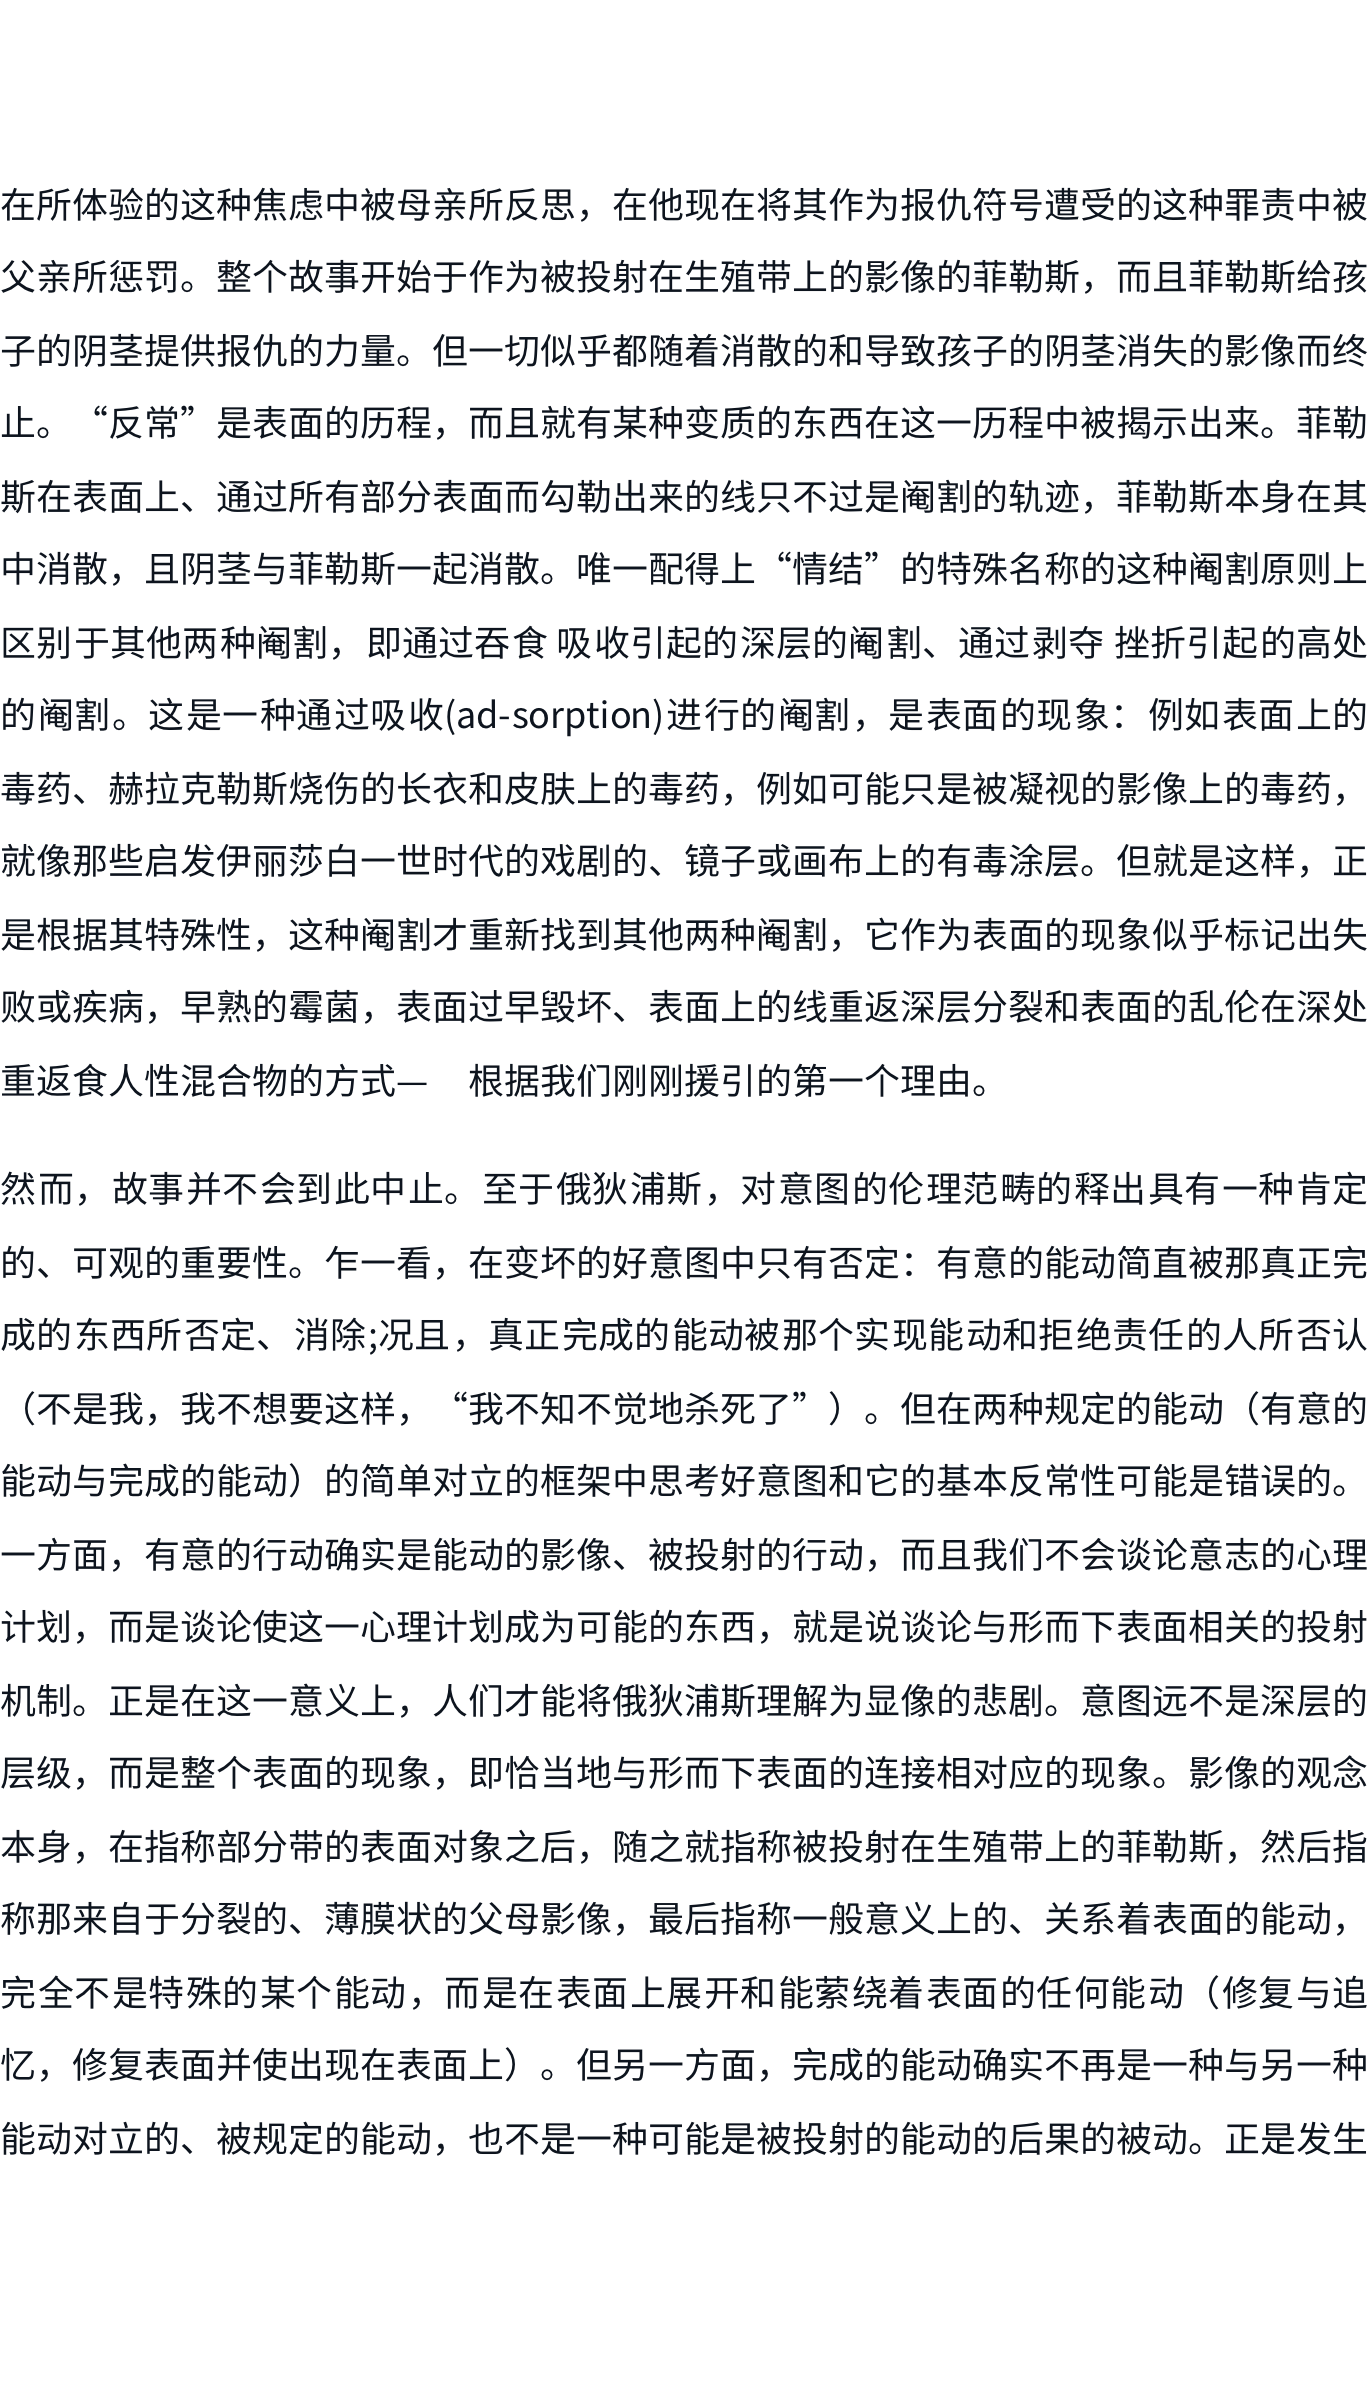 在所体验的这种焦虑中被母亲所反思，在他现在将其作为报仇符号遭受的这种罪责中被
父亲所惩罚。整个故事开始于作为被投射在生殖带上的影像的菲勒斯，而且菲勒斯给孩
子的阴茎提供报仇的力量。但一切似乎都随着消散的和导致孩子的阴茎消失的影像而终
止。“反常”是表面的历程，而且就有某种变质的东西在这一历程中被揭示出来。菲勒
斯在表面上、通过所有部分表面而勾勒出来的线只不过是阉割的轨迹，菲勒斯本身在其
中消散，且阴茎与菲勒斯一起消散。唯一配得上“情结”的特殊名称的这种阉割原则上
区别于其他两种阉割，即通过吞食 吸收引起的深层的阉割、通过剥夺 挫折引起的高处
的阉割。这是一种通过吸收(ad-sorption)进行的阉割，是表面的现象：例如表面上的
毒药、赫拉克勒斯烧伤的长衣和皮肤上的毒药，例如可能只是被凝视的影像上的毒药，
就像那些启发伊丽莎白一世时代的戏剧的、镜子或画布上的有毒涂层。但就是这样，正
是根据其特殊性，这种阉割才重新找到其他两种阉割，它作为表面的现象似乎标记出失
败或疾病，早熟的霉菌，表面过早毁坏、表面上的线重返深层分裂和表面的乱伦在深处
重返食人性混合物的方式—　根据我们刚刚援引的第一个理由。
然而，故事并不会到此中止。至于俄狄浦斯，对意图的伦理范畴的释出具有一种肯定
的、可观的重要性。乍一看，在变坏的好意图中只有否定：有意的能动简直被那真正完
成的东西所否定、消除;况且，真正完成的能动被那个实现能动和拒绝责任的人所否认
（不是我，我不想要这样，“我不知不觉地杀死了”）。但在两种规定的能动（有意的
能动与完成的能动）的简单对立的框架中思考好意图和它的基本反常性可能是错误的。
一方面，有意的行动确实是能动的影像、被投射的行动，而且我们不会谈论意志的心理
计划，而是谈论使这一心理计划成为可能的东西，就是说谈论与形而下表面相关的投射
机制。正是在这一意义上，人们才能将俄狄浦斯理解为显像的悲剧。意图远不是深层的
层级，而是整个表面的现象，即恰当地与形而下表面的连接相对应的现象。影像的观念
本身，在指称部分带的表面对象之后，随之就指称被投射在生殖带上的菲勒斯，然后指
称那来自于分裂的、薄膜状的父母影像，最后指称一般意义上的、关系着表面的能动，
完全不是特殊的某个能动，而是在表面上展开和能萦绕着表面的任何能动（修复与追
忆，修复表面并使出现在表面上）。但另一方面，完成的能动确实不再是一种与另一种
能动对立的、被规定的能动，也不是一种可能是被投射的能动的后果的被动。正是发生